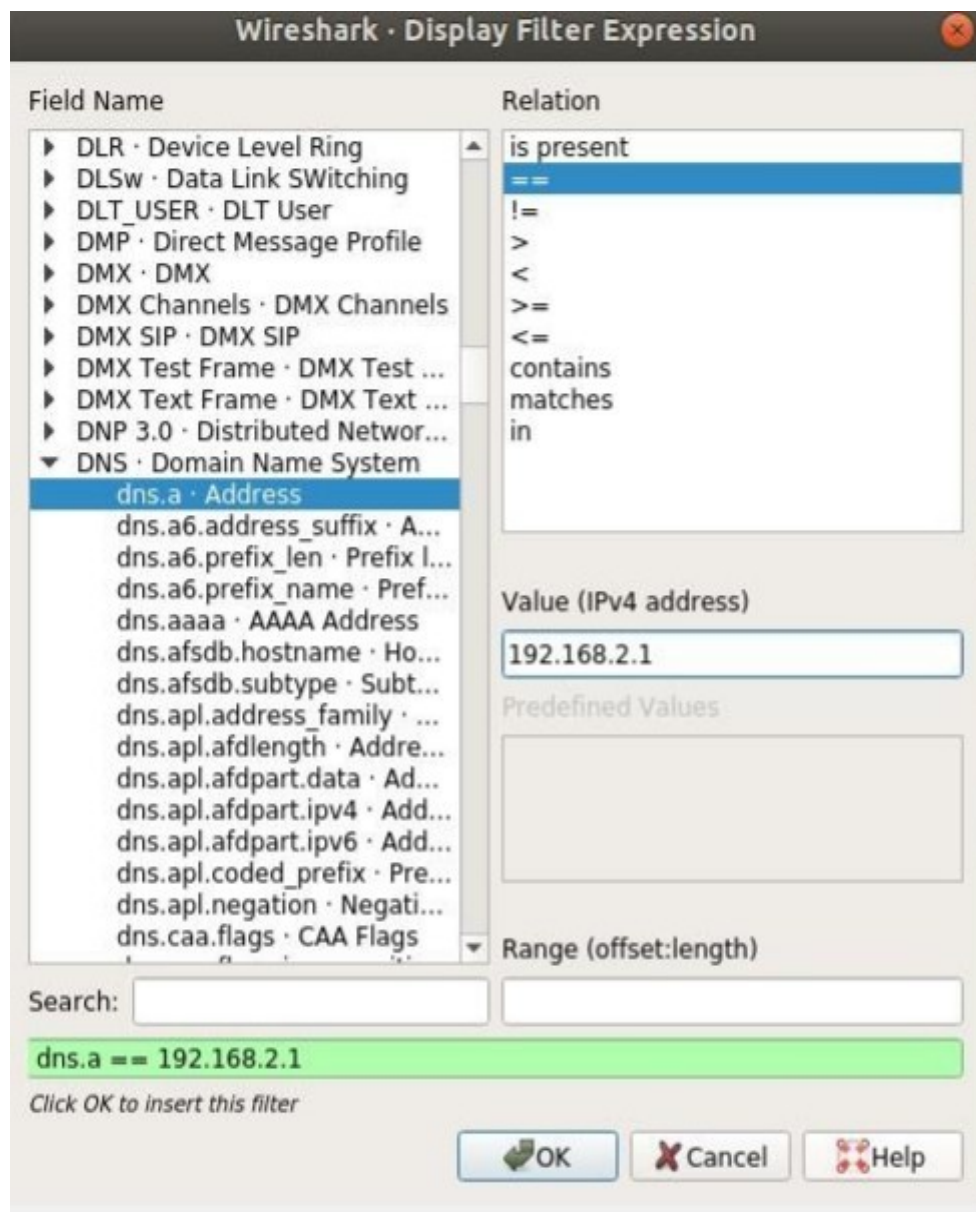 Wireshark · Display Filter Expression
Field Name
DLR · Device Level Ring
DLSw · Data Link SWitching
DLT_USER · DLT User
DMP · Direct Message Profile
DMX · DMX
DMX Channels · DMX Channels
DMX SIP · DMX SIP
DMX Test Frame · DMX Test ...
DMX Text Frame · DMX Text ...
DNP 3.0 · Distributed Networ...
DNS · Domain Name System
dns.a · Address
dns.a6.address_suffix · A...
dns.a6.prefix_len · Prefix l...
dns.a6.prefix_name · Pref...
dns.aaaa · AAAA Address
dns.afsdb.hostname · Ho...
dns.afsdb.subtype · Subt...
dns.apl.address_family · ...
dns.apl.afdlength · Addre...
dns.apl.afdpart.data · Ad...
dns.apl.afdpart.ipv4 · Add...
dns.apl.afdpart.ipv6 · Add...
dns.apl.coded_prefix · Pre...
dns.apl.negation · Negati...
dns.caa.flags · CAA Flags
Relation
is present
==
!=
>
<
>=
<=
contains
matches
in
Value (IPv4 address)
192.168.2.1
Predefined Values
Range (offset:length)
Search:
dns.a == 192.168.2.1
Click OK to insert this filter
OK
Cancel
Help